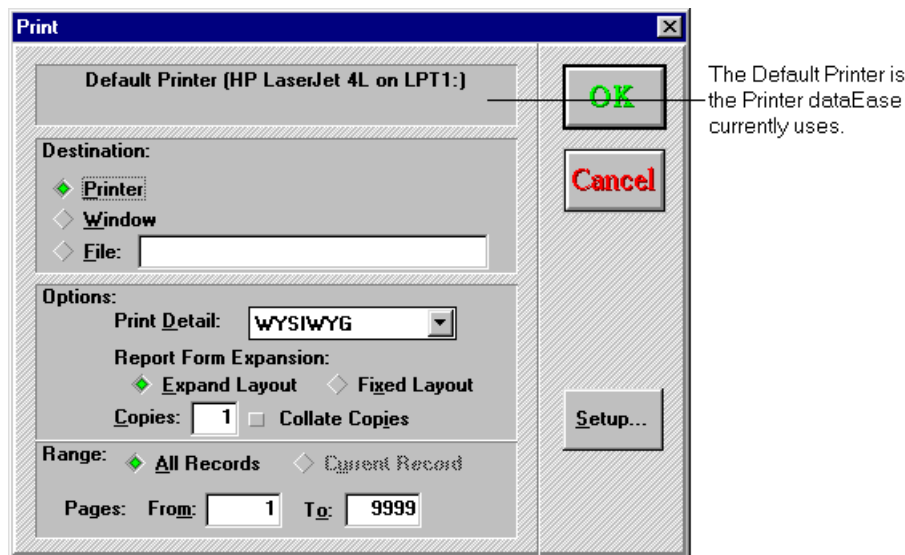 Print
Default Printer (HP LaserJet 4L on LPT1:)
OK
The Default Printer is
the Printer dataEase
currently uses.
Destination:
Printer
Window
File:
Cancel
Options:
Print Detail: WYSIWYG
Report Form Expansion:
Expand Layout Fixed Layout
Copies: 1 Collate Copies
Setup...
Range: All Records Current Record
Pages: From: 1 To: 9999